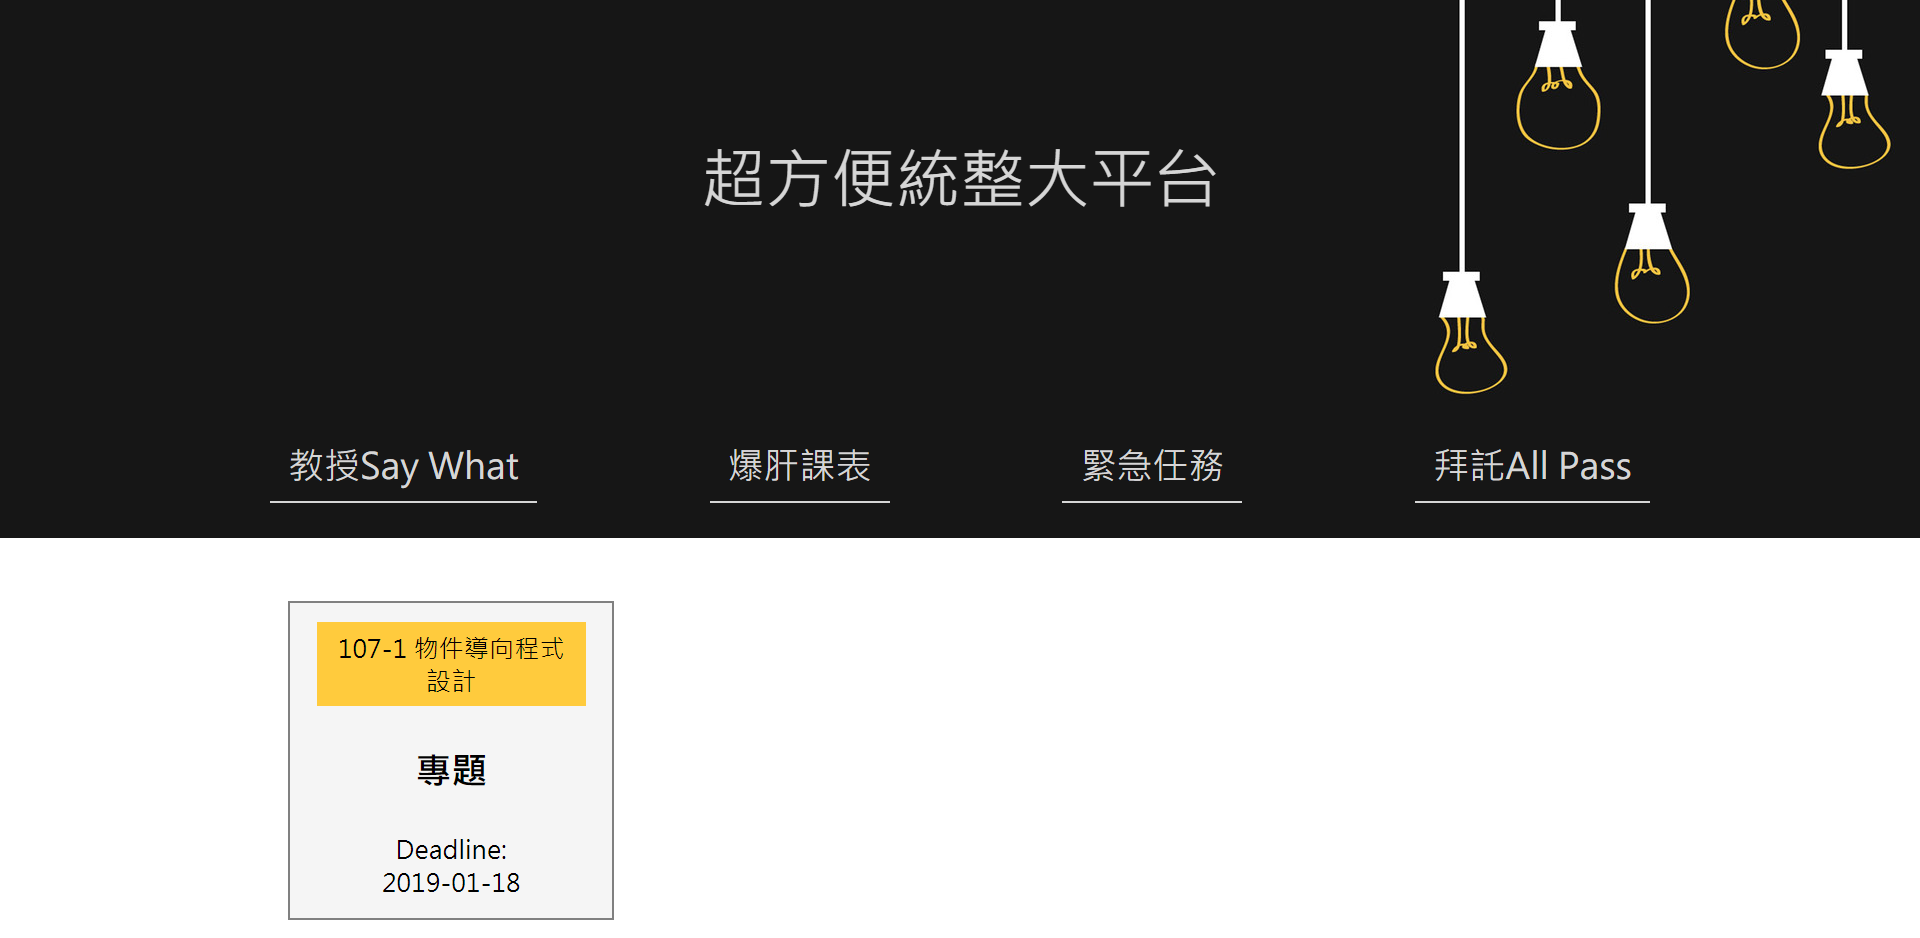 超方便統整大平台
教授Say What
爆肝課表
緊急任務
拜託All Pass
107-1 物件導向程式
設計
專題
Deadline:
2019-01-18